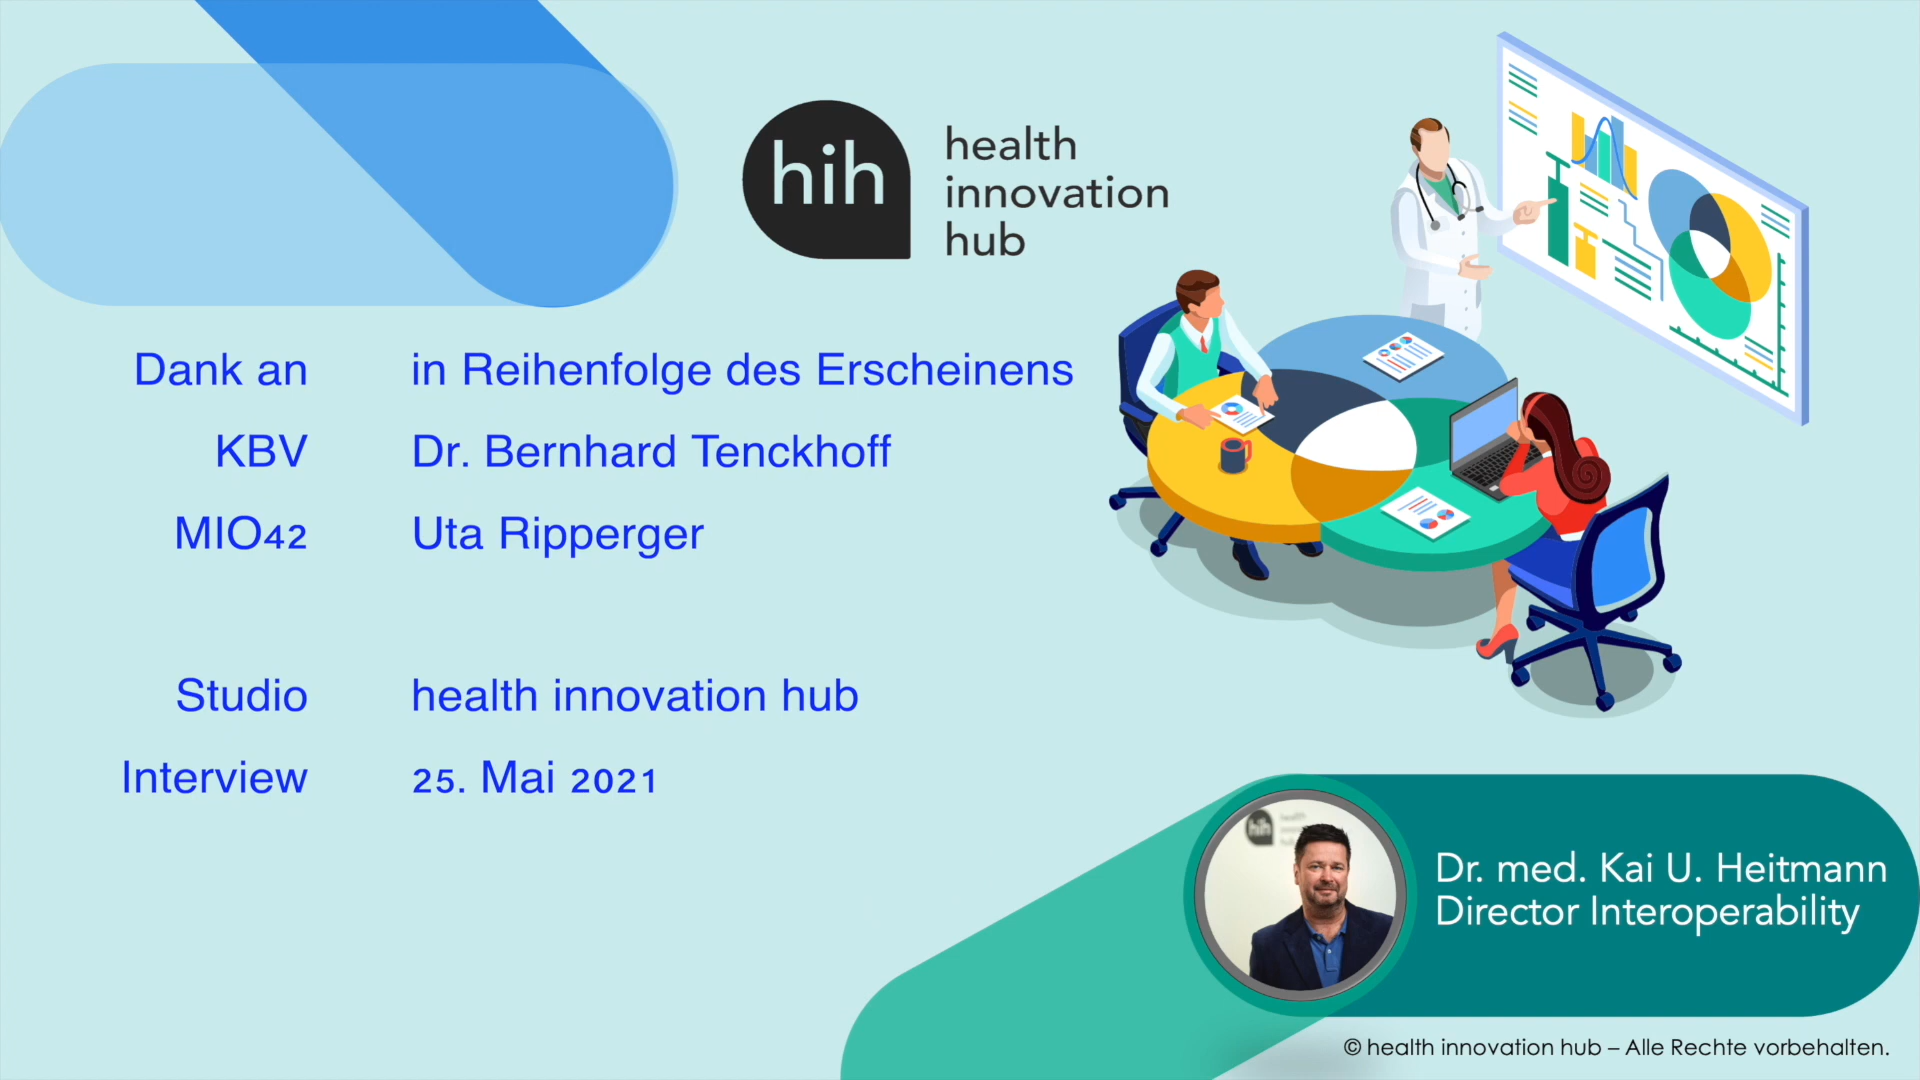 hih
health
innovation
hub
Dank an in Reihenfolge des Erscheinens
KBV Dr. Bernhard Tenckhoff
MIO42 Uta Ripperger
Studio health innovation hub
Interview 25. Mai 2021
hih
Dr. med. Kai U. Heitmann
Director Interoperability
© health innovation hub – Alle Rechte vorbehalten.